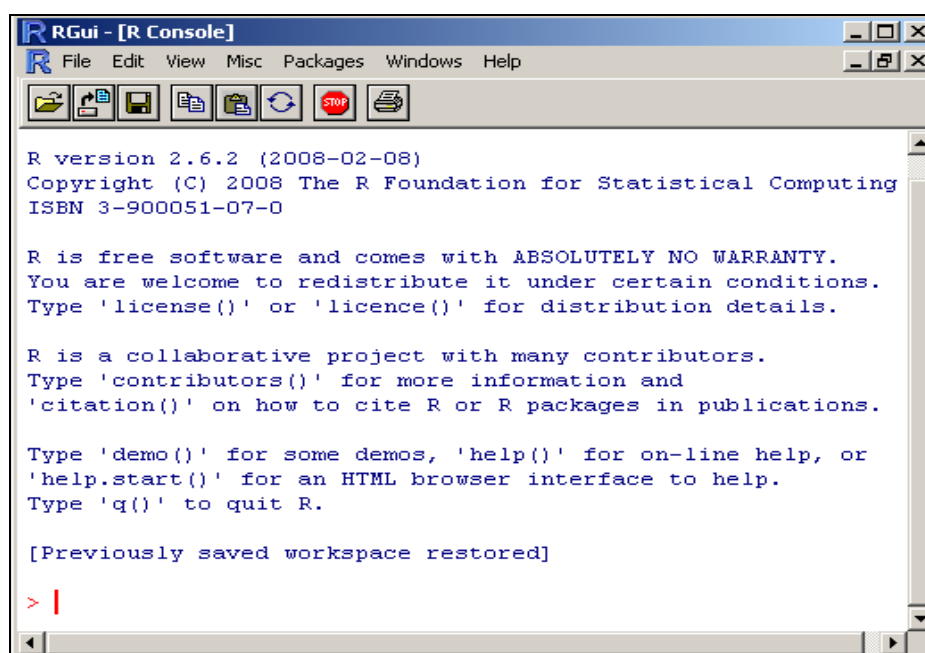 RGui - [R Console]
File Edit View Misc Packages Windows Help
STOP
R version 2.6.2 (2008-02-08)
Copyright (C) 2008 The R Foundation for Statistical Computing
ISBN 3-900051-07-0
R is free software and comes with ABSOLUTELY NO WARRANTY.
You are welcome to redistribute it under certain conditions.
Type 'license()' or 'licence()' for distribution details.
R is a collaborative project with many contributors.
Type 'contributors()' for more information and
'citation()' on how to cite R or R packages in publications.
Type 'demo()' for some demos, 'help()' for on-line help, or
'help.start()' for an HTML browser interface to help.
Type 'q()' to quit R.
[Previously saved workspace restored]
>